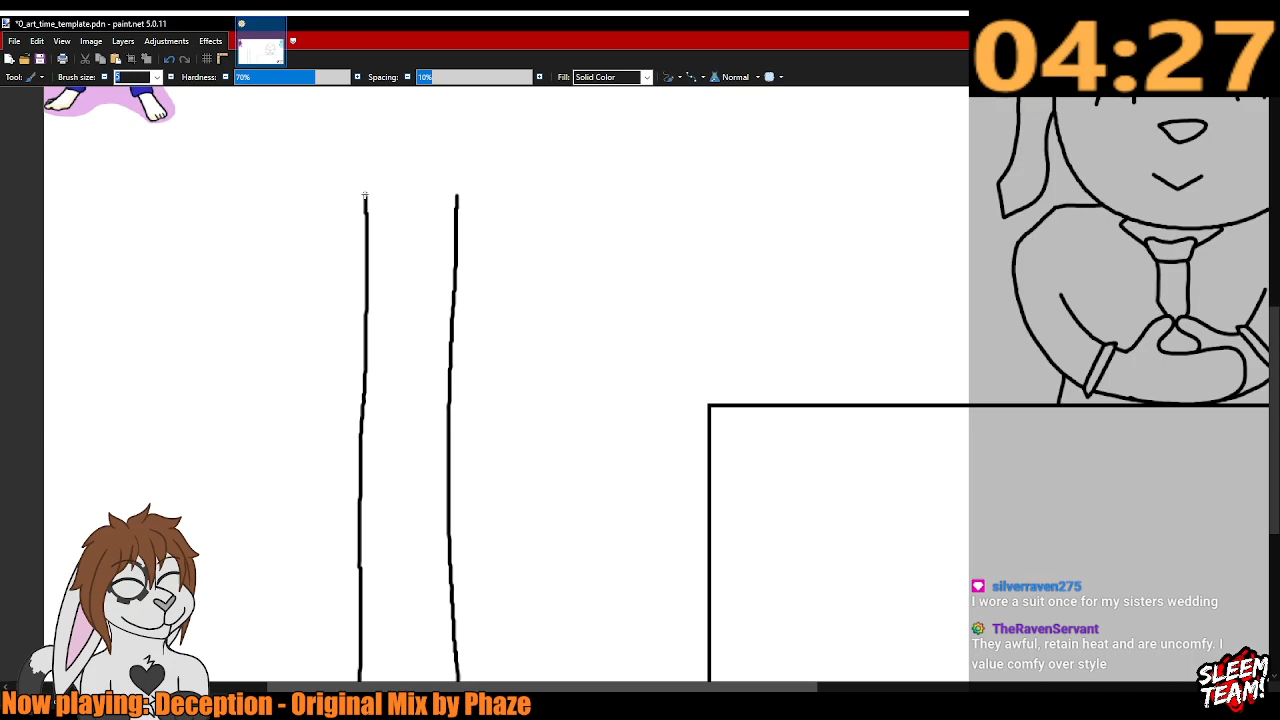 *0_art_time_template.pdn - paint.net 5.0.11
04:27
File Edit View Image Layers Adjustments Effects
Tool: Brush size: 5 Hardness: 70% Spacing: 10% Fill: Solid Color Normal
silverraven275
I wore a suit once for my sisters wedding
TheRavenServant
They awful, retain heat and are uncomfy. I
value comfy over style
SLEEM
TEAM!
Now playing: Deception - Original Mix by Phaze